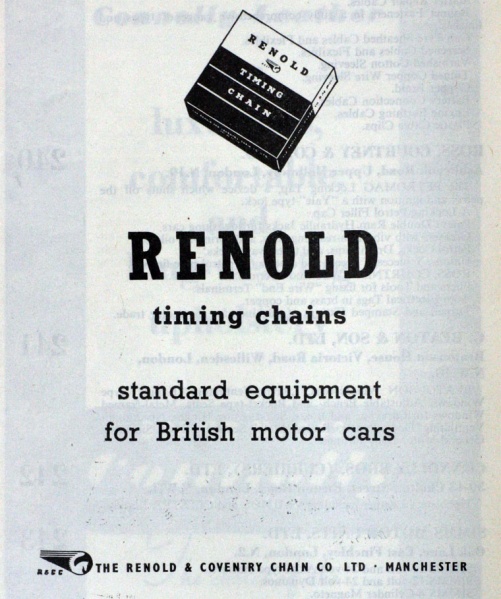 RENOLD
TIMING
CHAIN
RENOLD
timing chains
standard equipment
for British motor cars
THE RENOLD & COVENTRY CHAIN CO LTD · MANCHESTER